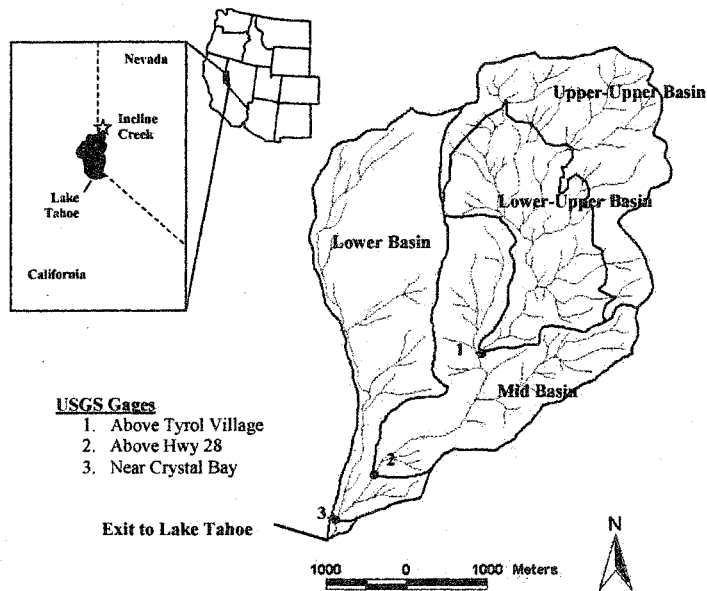 Nevada
Incline
Creek
Lake
Tahoe
California
Upper-Upper Basin
Lower-Upper Basin
Lower Basin
1
Mid Basin
USGS Gages
1. Above Tyrol Village
2. Above Hwy 28
3. Near Crystal Bay
2
3
Exit to Lake Tahoe
N
1000 0 1000 Meters